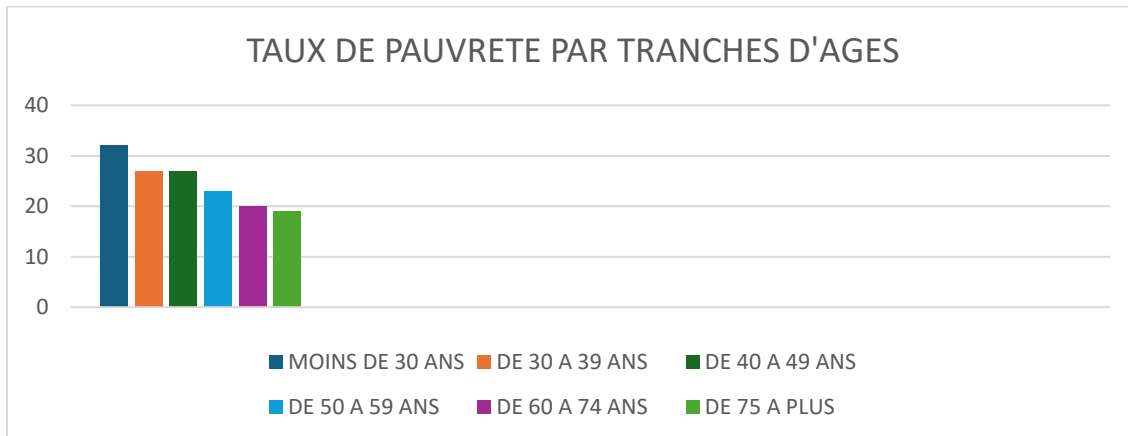 TAUX DE PAUVRETE PAR TRANCHES D'AGES
40
30
20
10
0
MOINS DE 30 ANS DE 30 A 39 ANS DE 40 A 49 ANS
DE 50 A 59 ANS DE 60 A 74 ANS DE 75 A PLUS